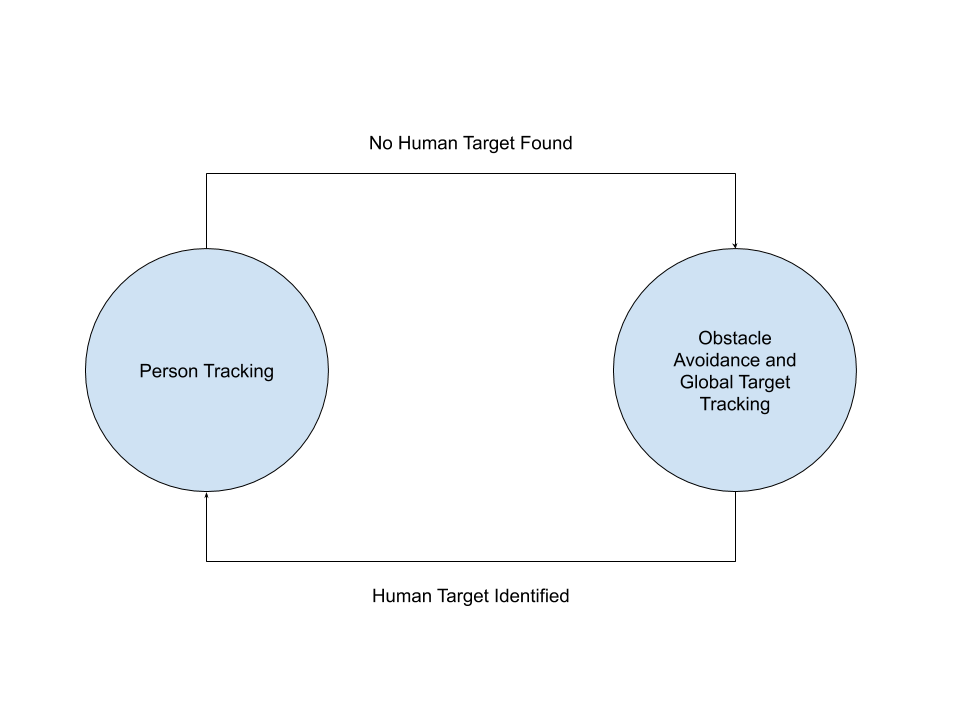 No Human Target Found
Person Tracking
Obstacle
Avoidance and
Global Target
Tracking
Human Target Identified